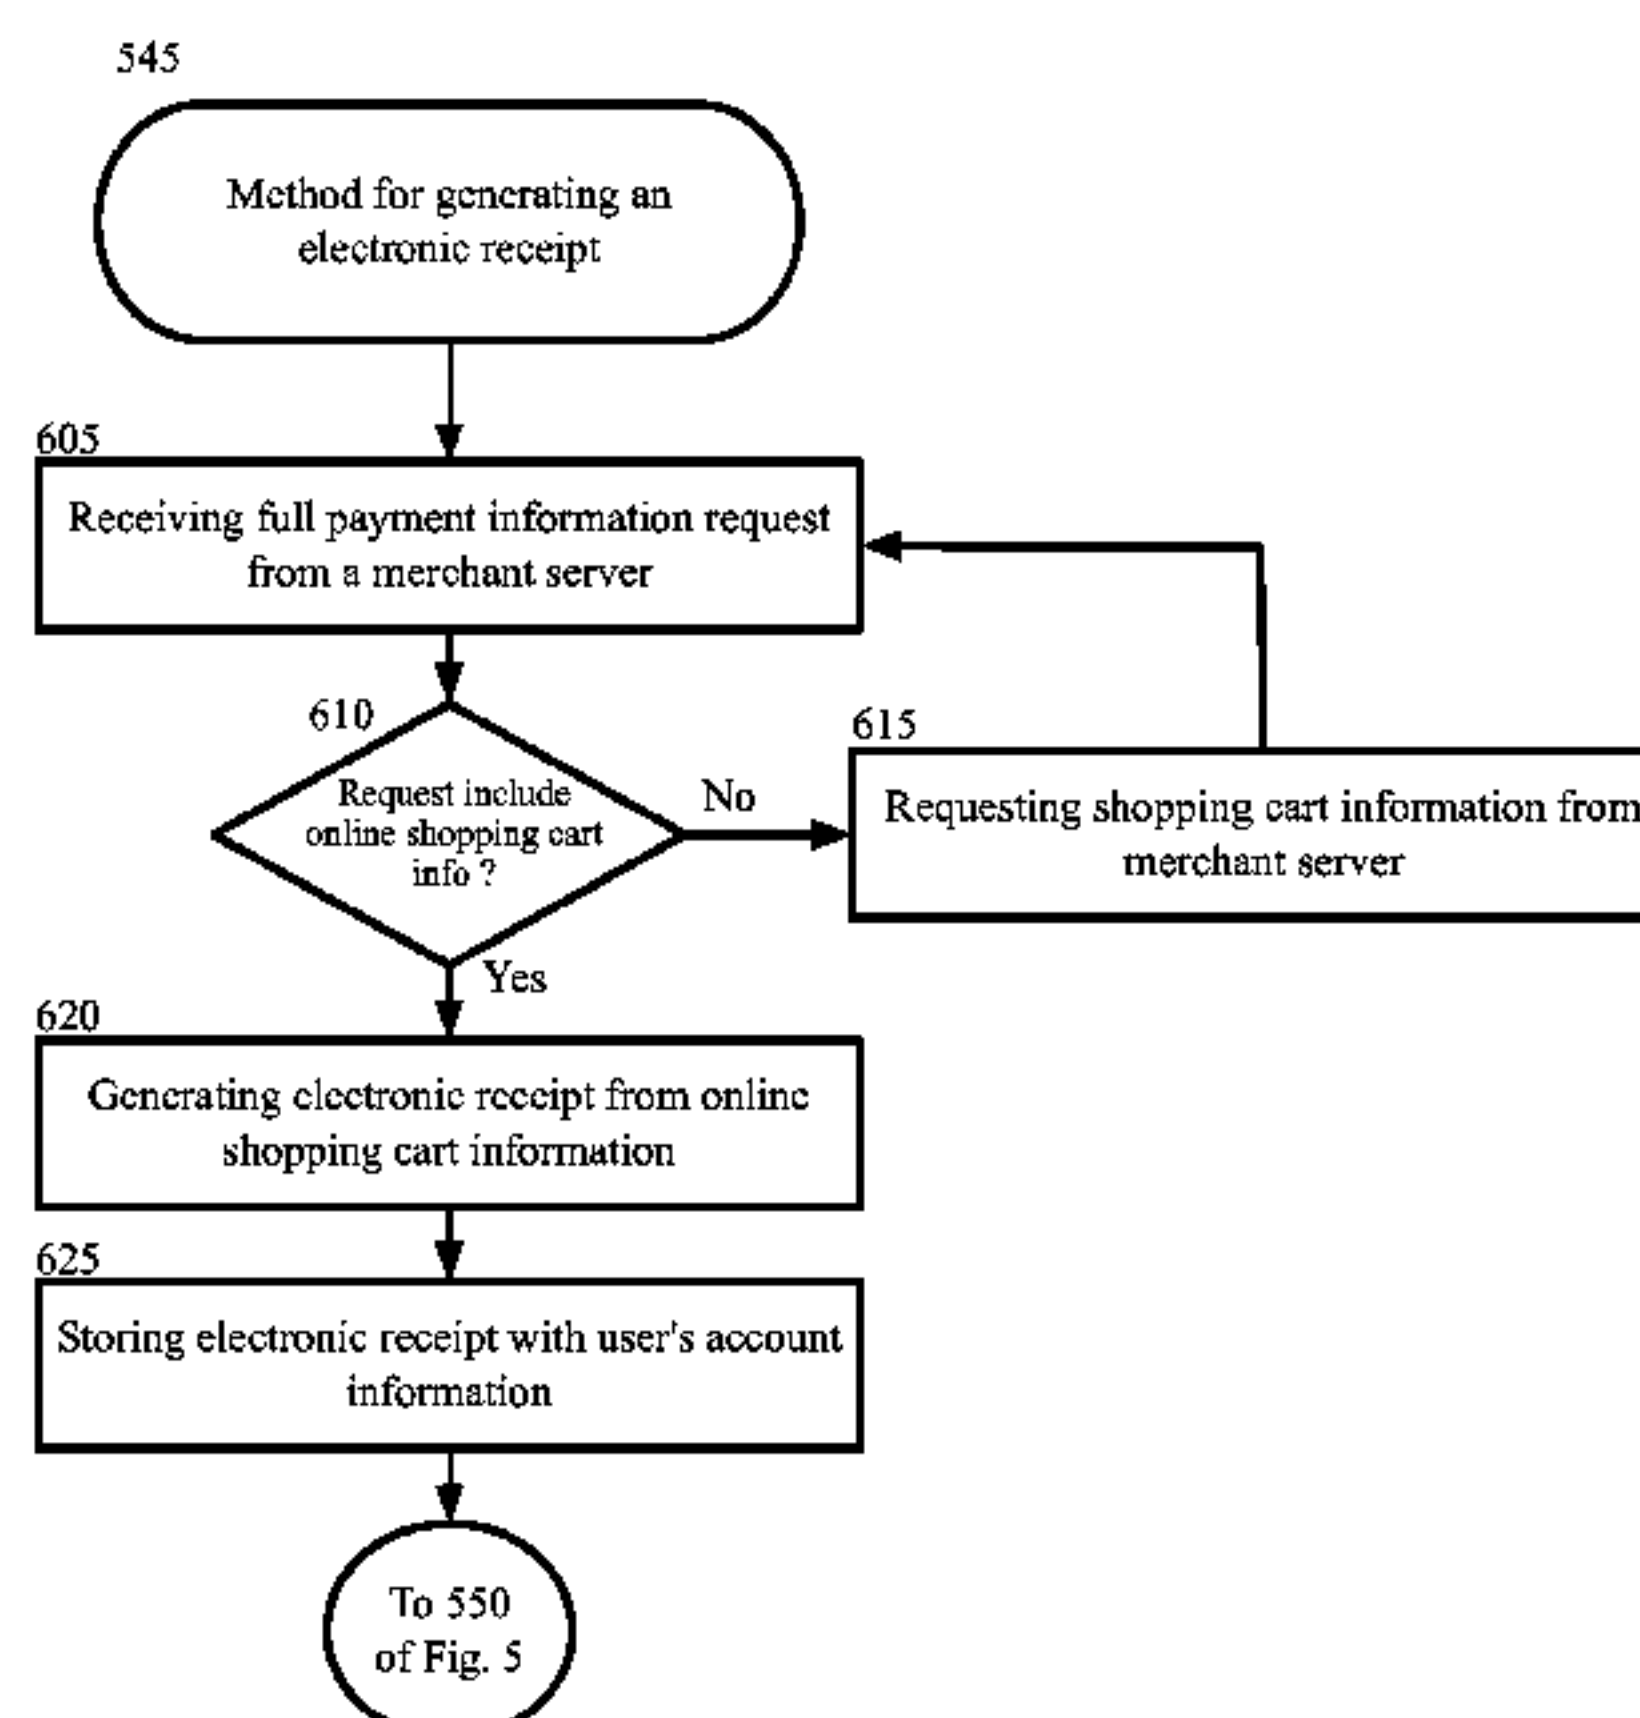 545
Method for generating an
electronic receipt
605
Receiving full payment information request
from a merchant server
610
Request include
online shopping cart
info ?
No
615
Requesting shopping cart information from
merchant server
Yes
620
Generating electronic receipt from online
shopping cart information
625
Storing electronic receipt with user's account
information
To 550
of Fig. 5